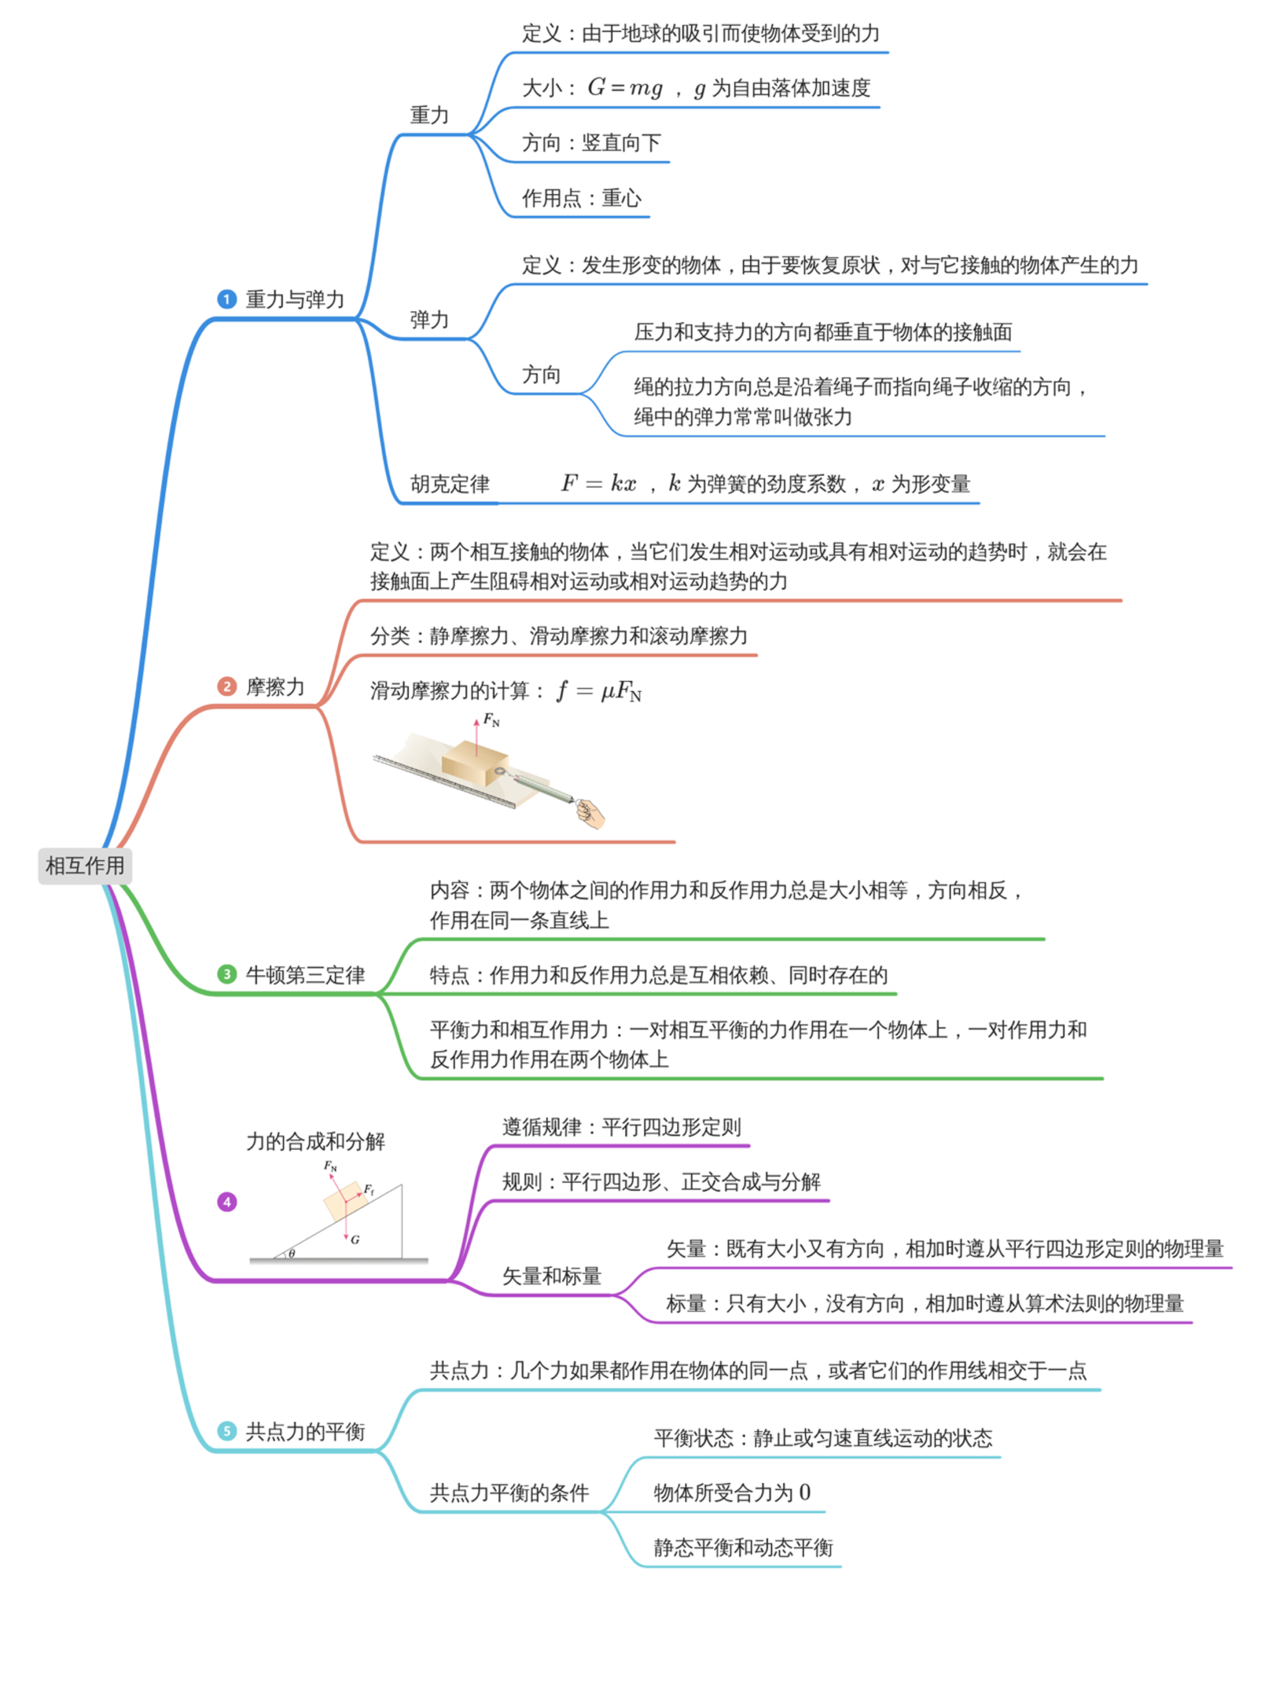 定义：由于地球的吸引而使物体受到的力
大小： G = mg ， g 为自由落体加速度
重力
方向：竖直向下
作用点：重心
定义：发生形变的物体，由于要恢复原状，对与它接触的物体产生的力
1 重力与弹力
弹力
压力和支持力的方向都垂直于物体的接触面
方向
绳的拉力方向总是沿着绳子而指向绳子收缩的方向，
绳中的弹力常常叫做张力
胡克定律
F = kx ， k 为弹簧的劲度系数， x 为形变量
定义：两个相互接触的物体，当它们发生相对运动或具有相对运动的趋势时，就会在
接触面上产生阻碍相对运动或相对运动趋势的力
分类：静摩擦力、滑动摩擦力和滚动摩擦力
2 摩擦力
滑动摩擦力的计算： f = μF_N
F_N
相互作用
内容：两个物体之间的作用力和反作用力总是大小相等，方向相反，
作用在同一条直线上
3 牛顿第三定律
特点：作用力和反作用力总是互相依赖、同时存在的
平衡力和相互作用力：一对相互平衡的力作用在一个物体上，一对作用力和
反作用力作用在两个物体上
力的合成和分解
4
F_N
F_f
G
θ
遵循规律：平行四边形定则
规则：平行四边形、正交合成与分解
矢量和标量
矢量：既有大小又有方向，相加时遵从平行四边形定则的物理量
标量：只有大小，没有方向，相加时遵从算术法则的物理量
共点力：几个力如果都作用在物体的同一点，或者它们的作用线相交于一点
5 共点力的平衡
平衡状态：静止或匀速直线运动的状态
共点力平衡的条件
物体所受合力为 0
静态平衡和动态平衡